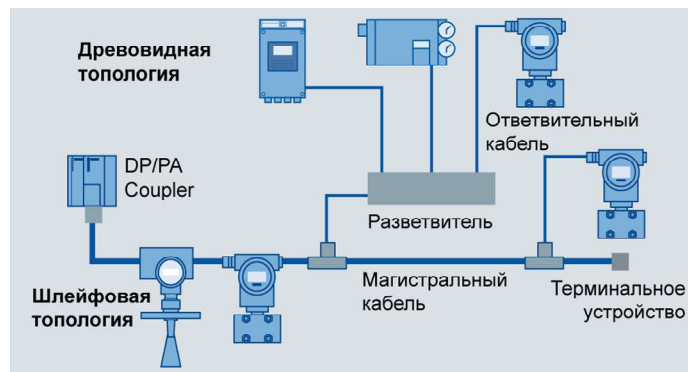 Древовидная
топология
Ответвительный
кабель
DP/PA
Coupler
Разветвитель
Магистральный
кабель
Терминальное
устройство
Шлейфовая
топология